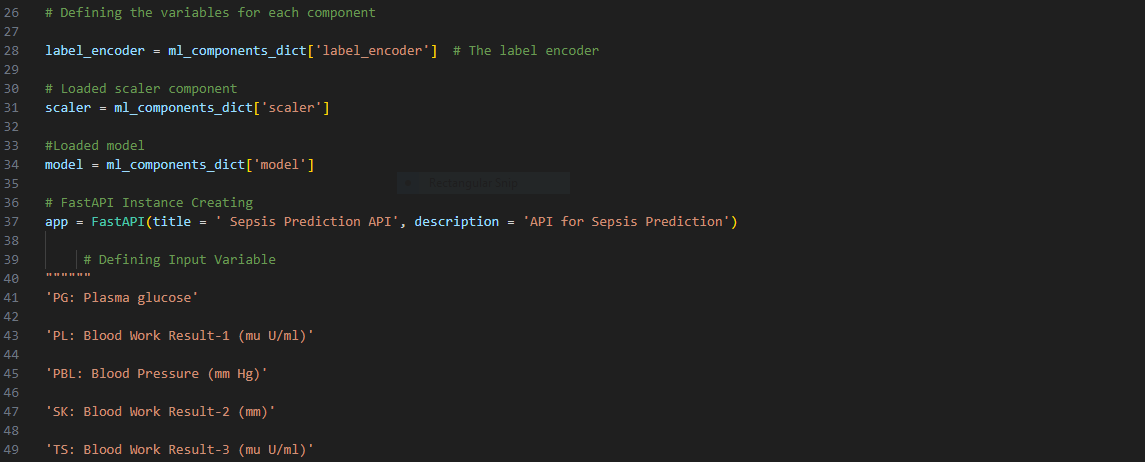 26 # Defining the variables for each component
27
28 label_encoder = ml_components_dict['label_encoder'] # The label encoder
29
30 # Loaded scaler component
31 scaler = ml_components_dict['scaler']
32
33 #Loaded model
34 model = ml_components_dict['model']
35
36 # FastAPI Instance Creating
37 app = FastAPI(title = ' Sepsis Prediction API', description = 'API for Sepsis Prediction')
38
39 # Defining Input Variable
40 """"""
41 'PG: Plasma glucose'
42
43 'PL: Blood Work Result-1 (mu U/ml)'
44
45 'PBL: Blood Pressure (mm Hg)'
46
47 'SK: Blood Work Result-2 (mm)'
48
49 'TS: Blood Work Result-3 (mu U/ml)'